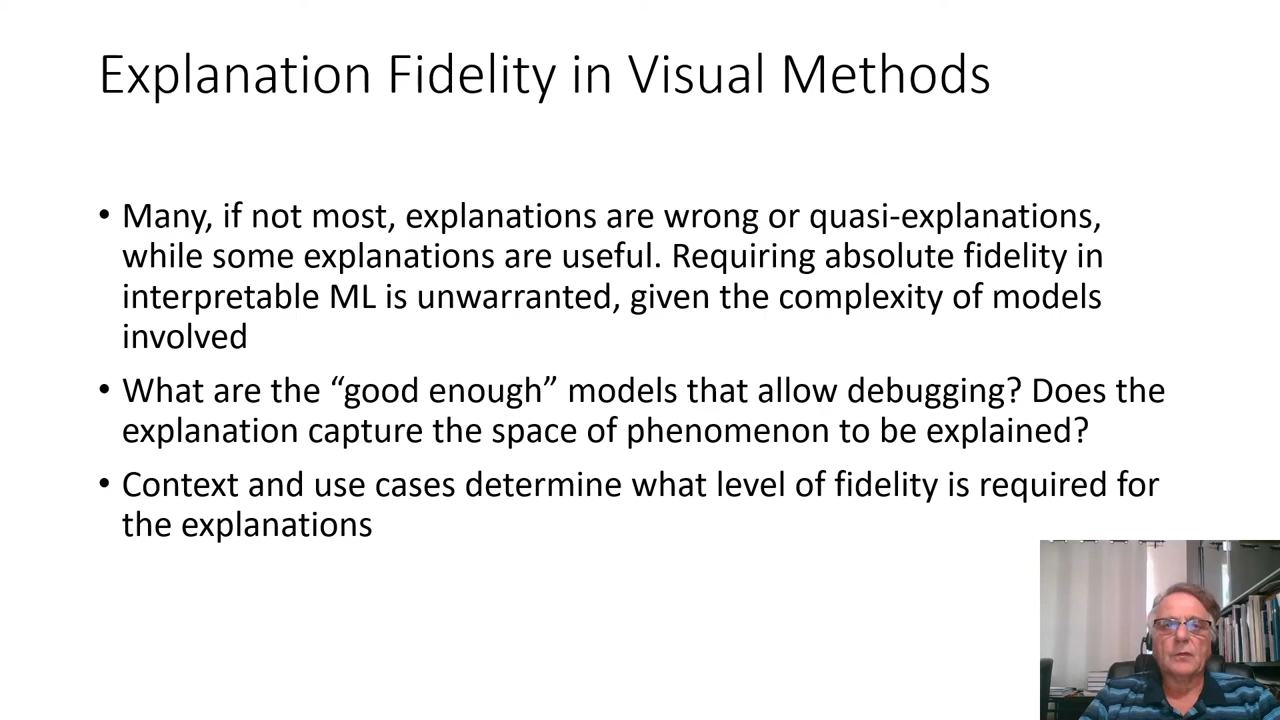 Explanation Fidelity in Visual Methods
• Many, if not most, explanations are wrong or quasi-explanations,
while some explanations are useful. Requiring absolute fidelity in
interpretable ML is unwarranted, given the complexity of models
involved
• What are the “good enough” models that allow debugging? Does the
explanation capture the space of phenomenon to be explained?
• Context and use cases determine what level of fidelity is required for
the explanations